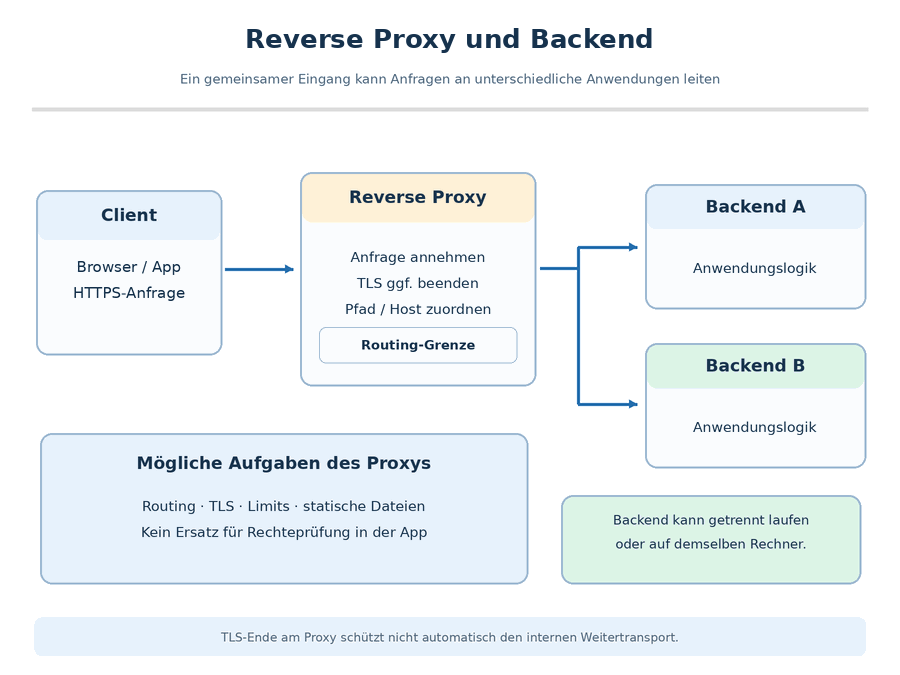 Reverse Proxy und Backend
Ein gemeinsamer Eingang kann Anfragen an unterschiedliche Anwendungen leiten
Client
Browser / App
HTTPS-Anfrage
Reverse Proxy
Anfrage annehmen
TLS ggf. beenden
Pfad / Host zuordnen
Routing-Grenze
Backend A
Anwendungslogik
Backend B
Anwendungslogik
Mögliche Aufgaben des Proxys
Routing · TLS · Limits · statische Dateien
Kein Ersatz für Rechteprüfung in der App
Backend kann getrennt laufen
oder auf demselben Rechner.
TLS-Ende am Proxy schützt nicht automatisch den internen Weitertransport.